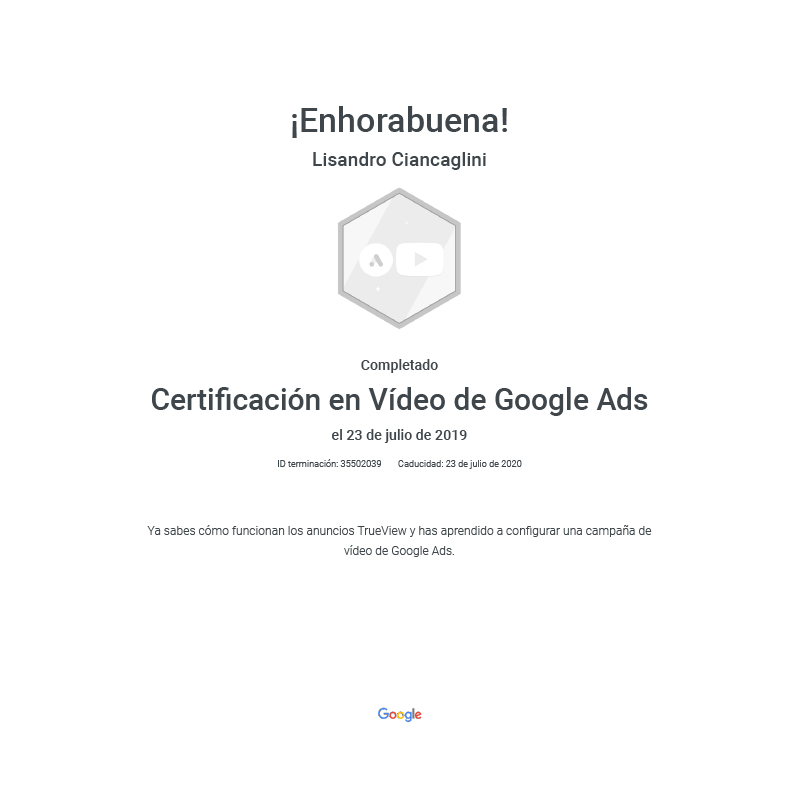 ¡Enhorabuena!
Lisandro Ciancaglini
Completado
Certificación en Vídeo de Google Ads
el 23 de julio de 2019
ID terminación: 35502039 Caducidad: 23 de julio de 2020
Ya sabes cómo funcionan los anuncios TrueView y has aprendido a configurar una campaña de
vídeo de Google Ads.
Google